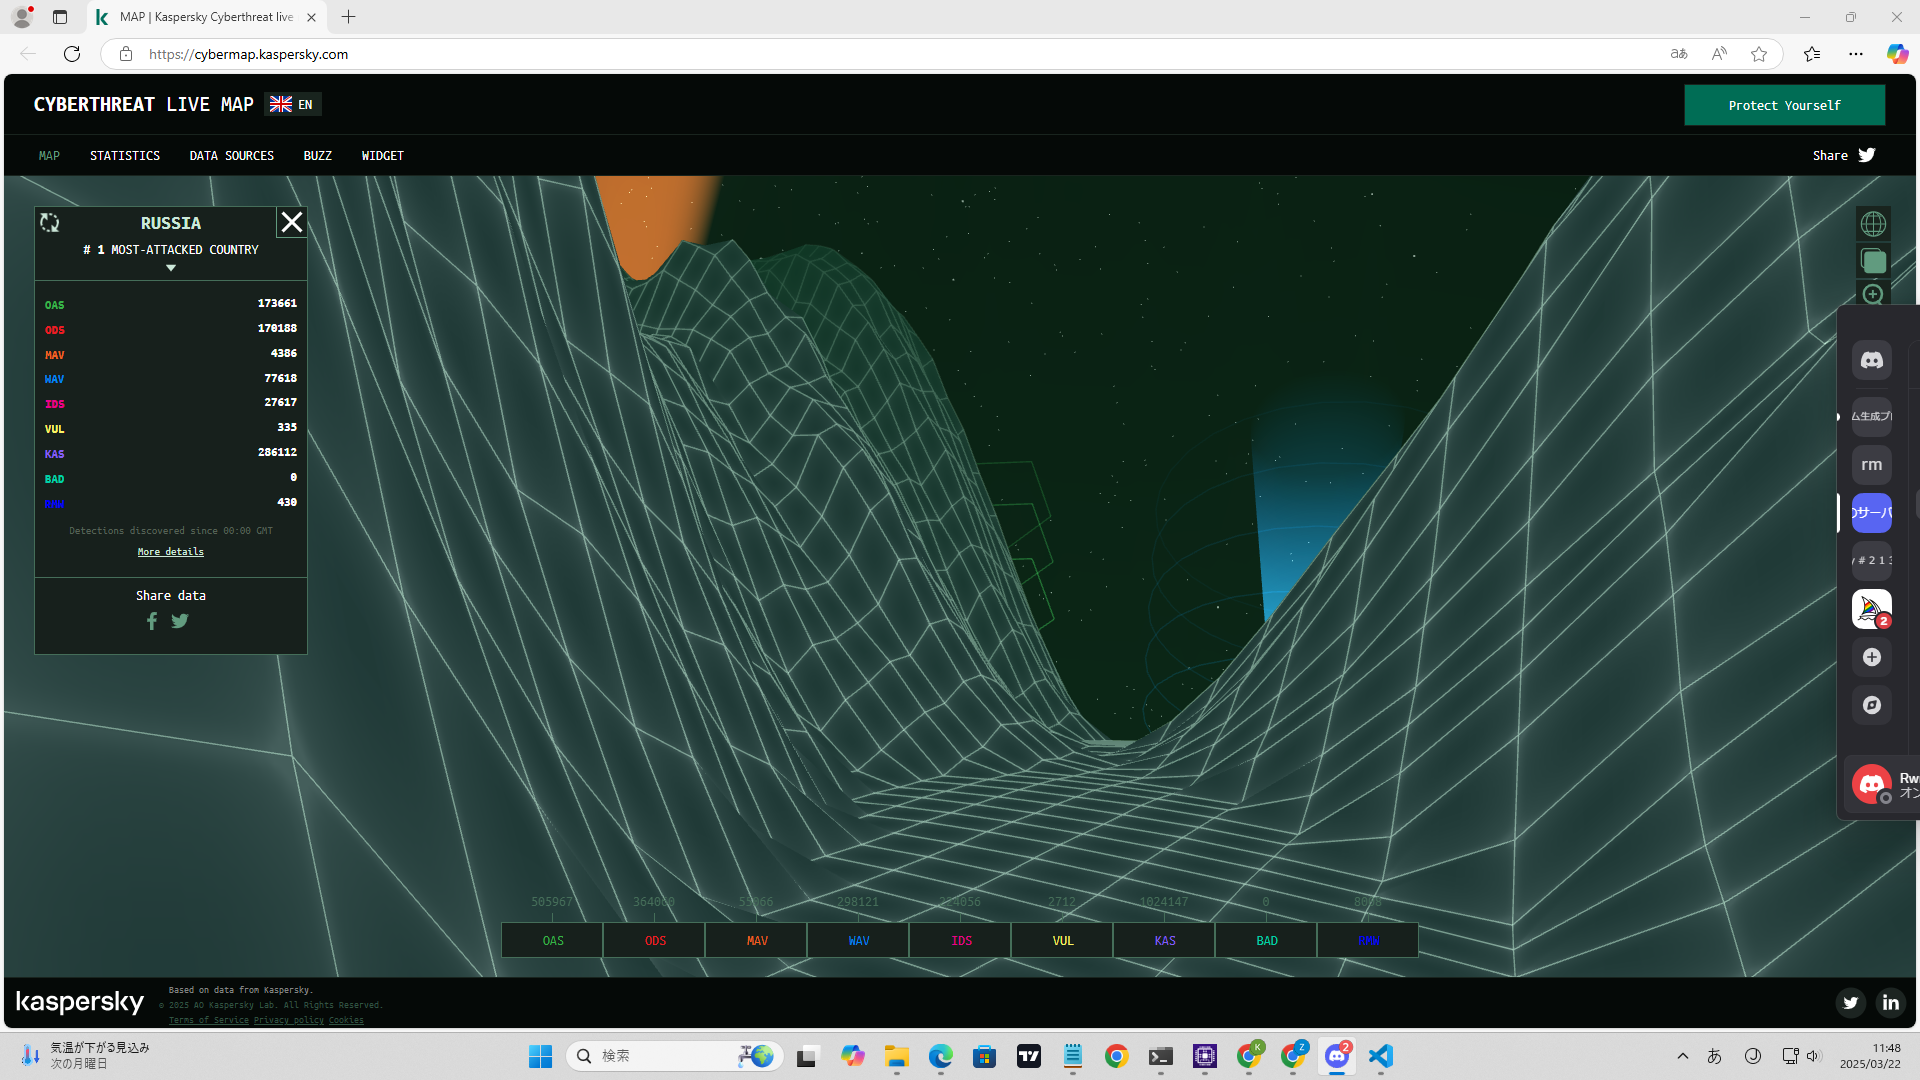 MAP | Kaspersky Cyberthreat live
https://cybermap.kaspersky.com
CYBERTHREAT LIVE MAP
EN
Protect Yourself
MAP
STATISTICS
DATA SOURCES
BUZZ
WIDGET
Share
RUSSIA
# 1 MOST-ATTACKED COUNTRY
OAS 173661
ODS 170188
MAV 4386
WAV 77618
IDS 27617
VUL 335
KAS 286112
BAD 0
RMW 430
Detections discovered since 00:00 GMT
More details
Share data
ム生成プ
rm
のサーバ
y # 2 1 3
2
Rw
オン
505967
364060
298121
2712
1024147
0
OAS
ODS
MAV
WAV
IDS
VUL
KAS
BAD
RMW
kaspersky
Based on data from Kaspersky.
© 2025 AO Kaspersky Lab. All Rights Reserved.
Terms of Service Privacy policy Cookies
気温が下がる見込み
次の月曜日
検索
K
Z
2
あ
11:48
2025/03/22